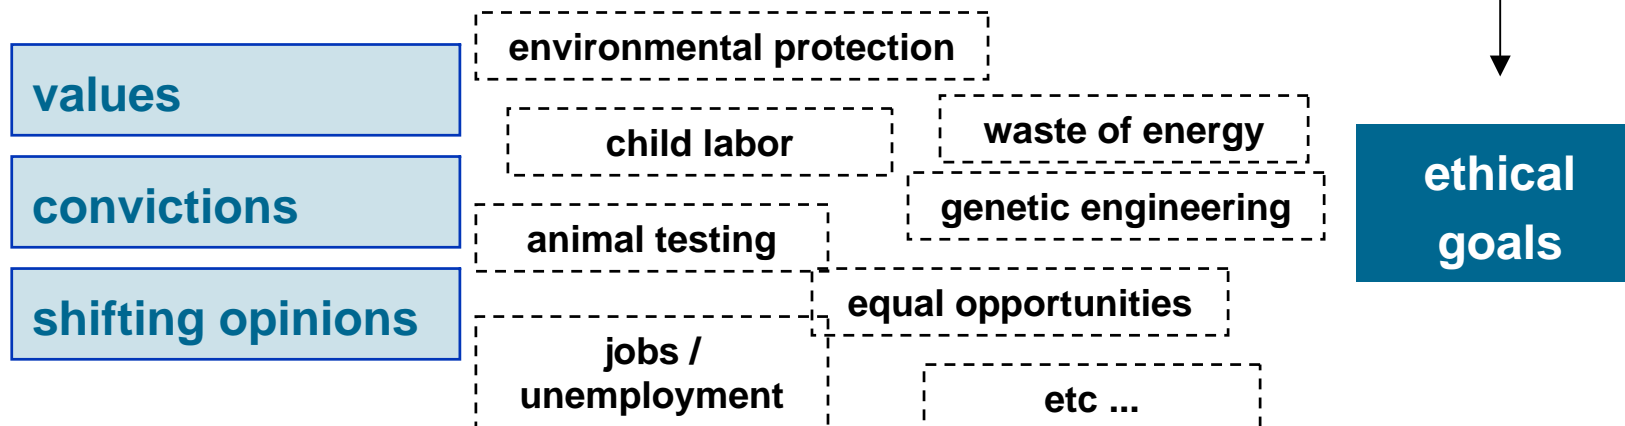 values
convictions
shifting opinions
environmental protection
child labor
waste of energy
genetic engineering
animal testing
equal opportunities
jobs /
unemployment
etc ...
ethical
goals